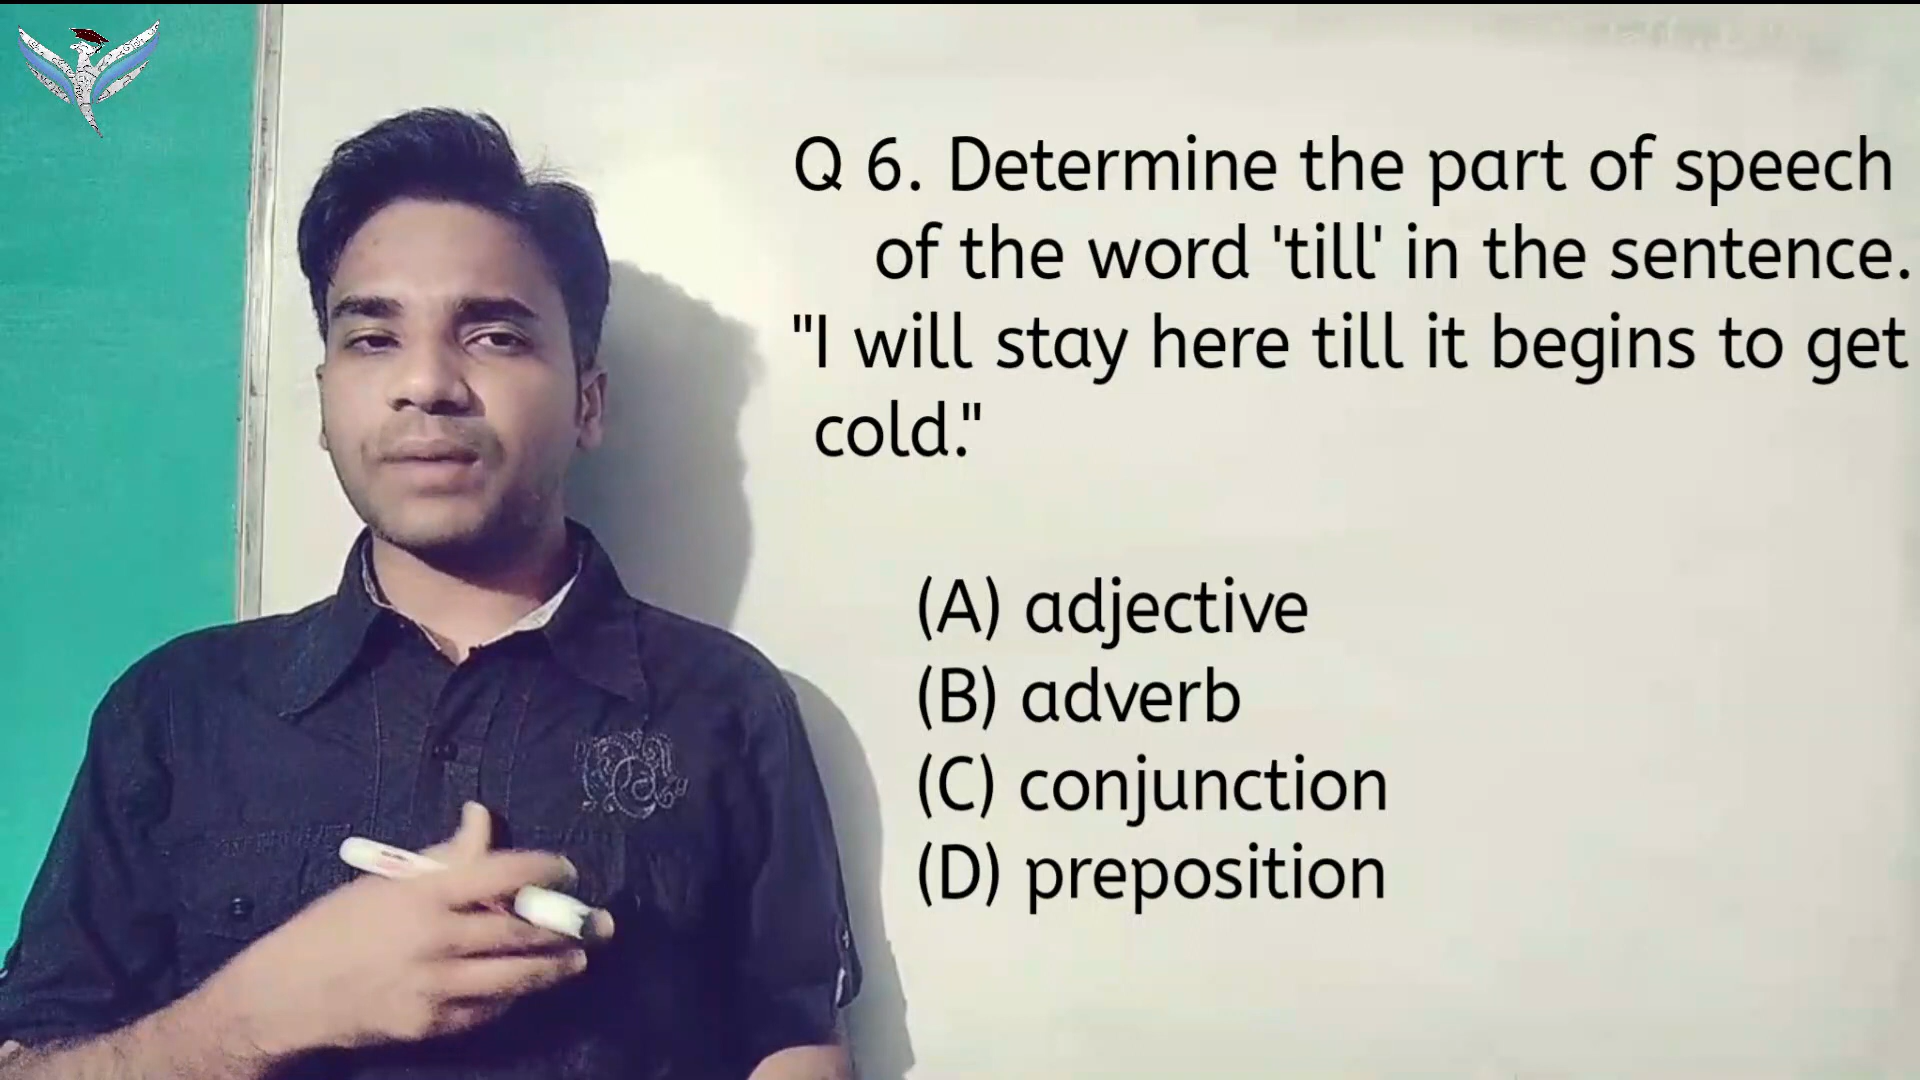 Q 6. Determine the part of speech
of the word 'till' in the sentence.
"I will stay here till it begins to get
cold."
(A) adjective
(B) adverb
(C) conjunction
(D) preposition